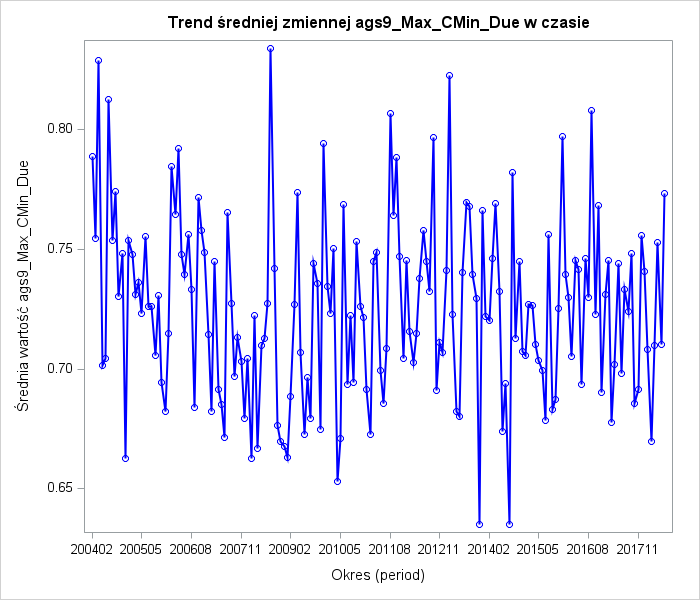 Trend średniej zmiennej ags9_Max_CMin_Due w czasie
Średnia wartość ags9_Max_CMin_Due
0.80
0.75
0.70
0.65
200402 200505 200608 200711 200902 201005 201108 201211 201402 201505 201608 201711
Okres (period)